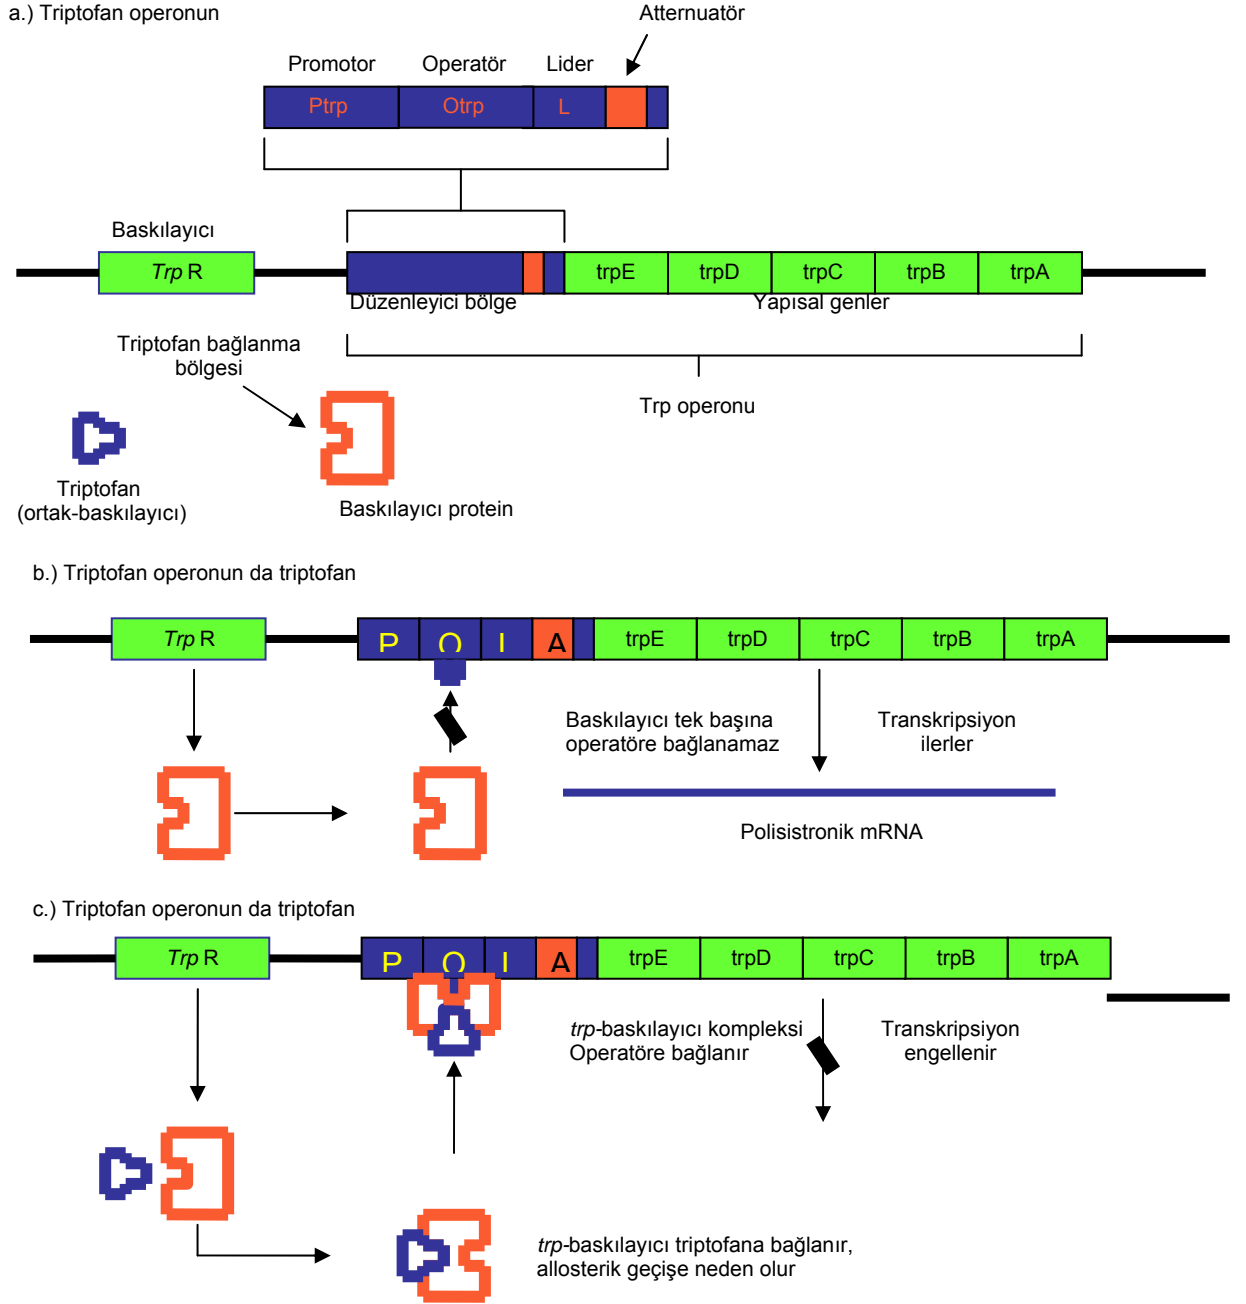 a.) Triptofan operonun
Atternuatör
Promotor Operatör Lider
Ptrp Otrp L
Baskılayıcı
Trp R trpE trpD trpC trpB trpA
Düzenleyici bölge Yapısal genler
Triptofan bağlanma
bölgesi
Trp operonu
Triptofan
(ortak-baskılayıcı)
Baskılayıcı protein
b.) Triptofan operonun da triptofan
Trp R P O L A trpE trpD trpC trpB trpA
Baskılayıcı tek başına
operatöre bağlanamaz
Transkripsiyon
ilerler
Polisistronik mRNA
c.) Triptofan operonun da triptofan
Trp R P O L A trpE trpD trpC trpB trpA
trp-baskılayıcı kompleksi
Operatöre bağlanır
Transkripsiyon
engellenir
trp-baskılayıcı triptofana bağlanır,
allosterik geçişe neden olur